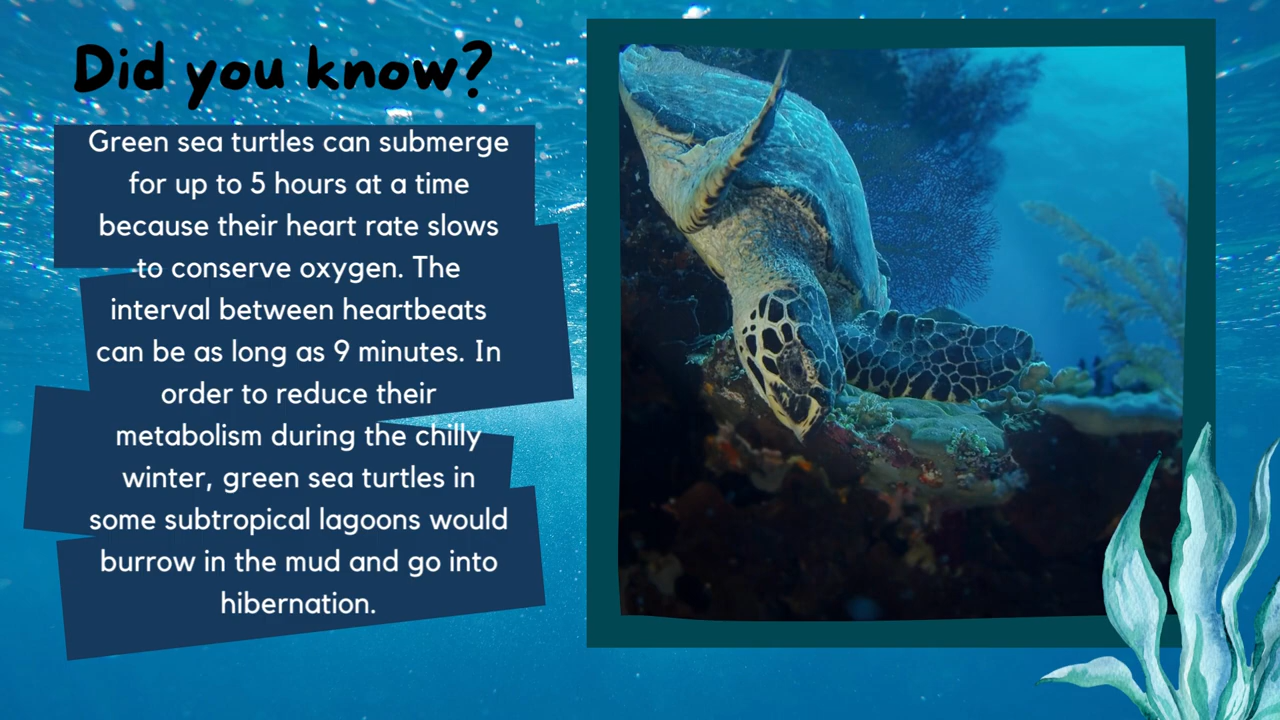 Did you know?
Green sea turtles can submerge
for up to 5 hours at a time
because their heart rate slows
to conserve oxygen. The
interval between heartbeats
can be as long as 9 minutes. In
order to reduce their
metabolism during the chilly
winter, green sea turtles in
some subtropical lagoons would
burrow in the mud and go into
hibernation.